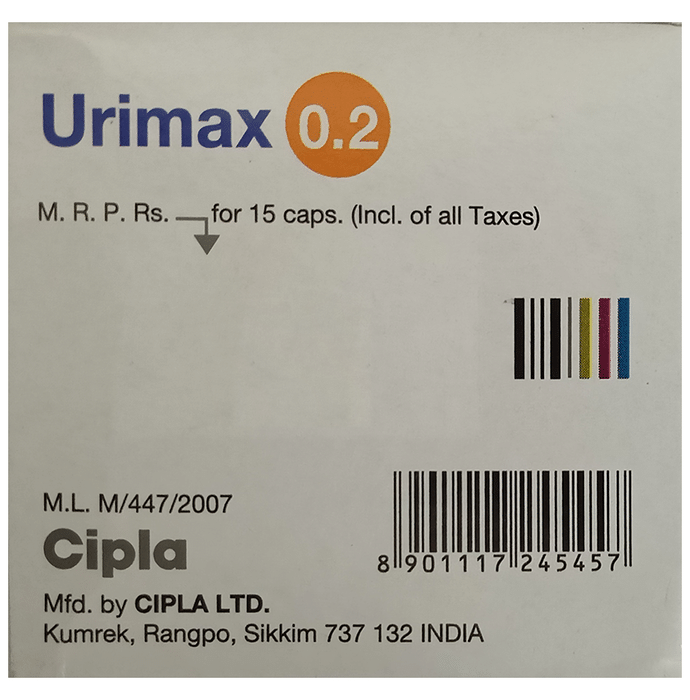 Urimax 0.2
M. R. P. Rs. for 15 caps. (Incl. of all Taxes)
M.L. M/447/2007
Cipla
8 901117 245457
Mfd. by CIPLA LTD.
Kumrek, Rangpo, Sikkim 737 132 INDIA